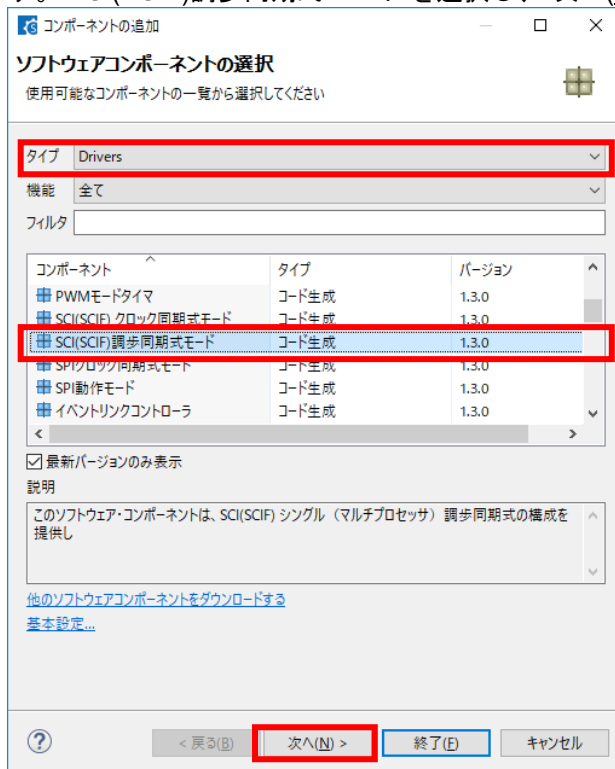 コンポーネントの追加
ソフトウェアコンポーネントの選択
使用可能なコンポーネントの一覧から選択してください
タイプ Drivers
機能 全て
フィルタ
コンポーネント タイプ バージョン
PWMモードタイマ コード生成 1.3.0
SCI(SCIF) クロック同期式モード コード生成 1.3.0
SCI(SCIF)調歩同期式モード コード生成 1.3.0
SPIクロック同期式モード コード生成 1.3.0
SPI動作モード コード生成 1.3.0
イベントリンクコントローラ コード生成 1.3.0
最新バージョンのみ表示
説明
このソフトウェア・コンポーネントは、SCI(SCIF) シングル（マルチプロセッサ）調歩同期式の構成を
提供し
他のソフトウェアコンポーネントをダウンロードする
基本設定...
< 戻る(B) 次へ(N) > 終了(F) キャンセル